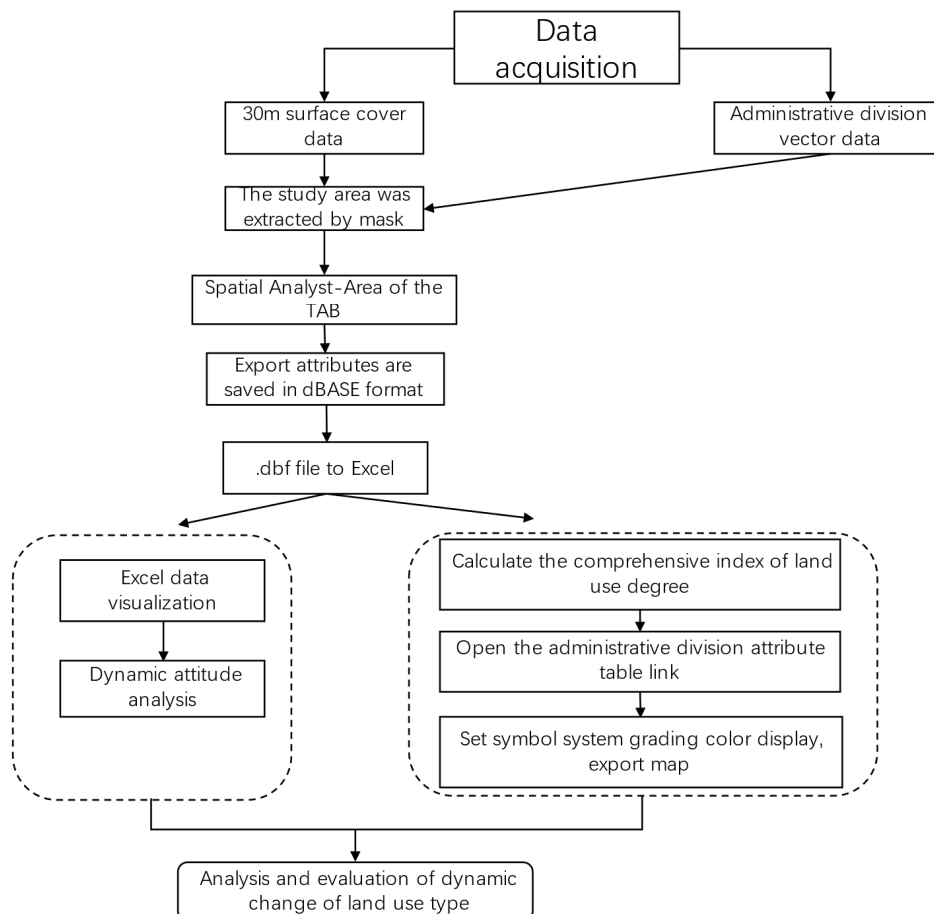 Data
acquisition
30m surface cover
data
Administrative division
vector data
The study area was
extracted by mask
Spatial Analyst-Area of the
TAB
Export attributes are
saved in dBASE format
.dbf file to Excel
Excel data
visualization
Dynamic attitude
analysis
Calculate the comprehensive index of land
use degree
Open the administrative division attribute
table link
Set symbol system grading color display,
export map
Analysis and evaluation of dynamic
change of land use type